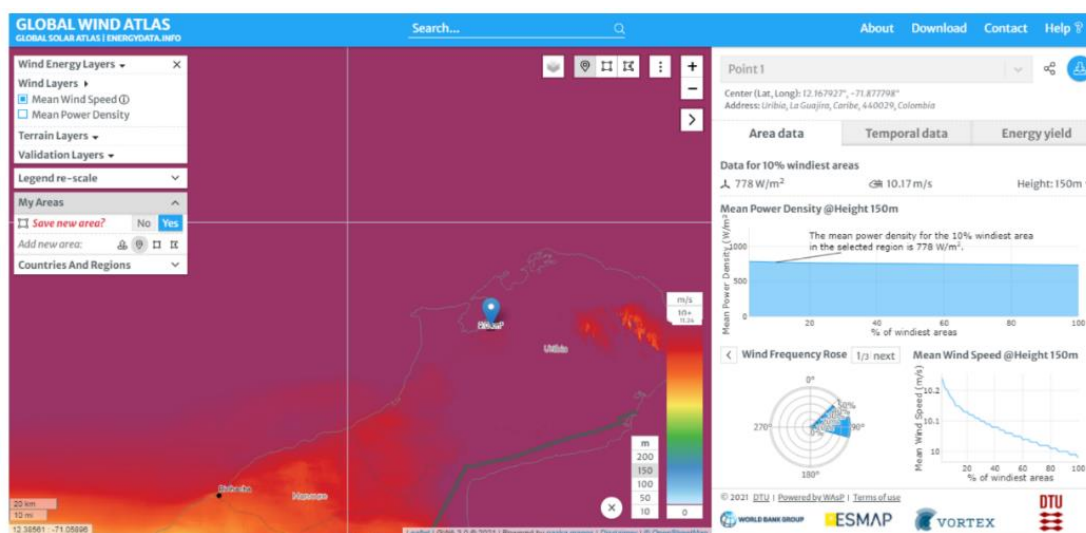 GLOBAL WIND ATLAS
GLOBAL SOLAR ATLAS | ENERGYDATA.INFO
Search...
About Download Contact Help
Wind Energy Layers
Wind Layers
Mean Wind Speed
Mean Power Density
Terrain Layers
Validation Layers
Legend re-scale
My Areas
Save new area? No Yes
Add new area:
Countries And Regions
Uribia
Riohacha
Manaure
20 km
10 mi
12.38561 : -71.05896
m/s
10+
0
m
200
150
100
50
10
Point 1
Center (Lat, Long): 12.167927°, -71.877798°
Address: Uribia, La Guajira, Caribe, 440029, Colombia
Area data Temporal data Energy yield
Data for 10% windiest areas
778 W/m² 10.17 m/s Height: 150m
Mean Power Density @Height 150m
The mean power density for the 10% windiest area
in the selected region is 778 W/m².
Mean Power Density (W/m²)
1000
500
0
20 40 60 80 100
% of windiest areas
Wind Frequency Rose 1/3 next
0°
90°
180°
270°
Mean Wind Speed @Height 150m
Mean Wind Speed (m/s)
10.2
10.1
10
20 40 60 80 100
% of windiest areas
© 2021 DTU | Powered by WAsP | Terms of use
WORLD BANK GROUP
ESMAP
VORTEX
DTU